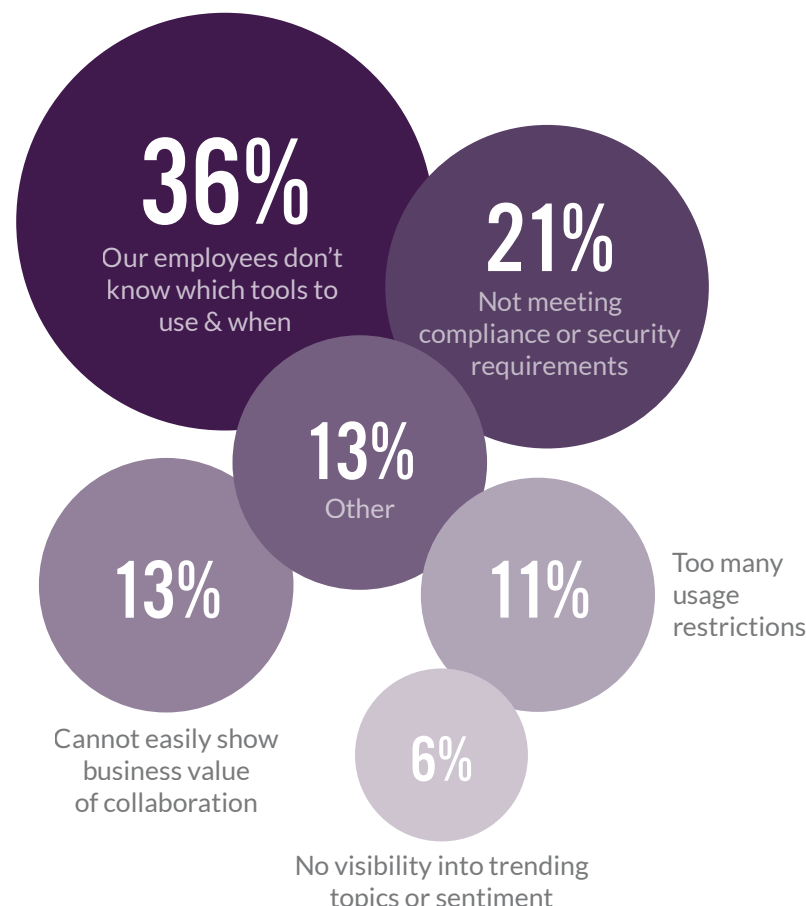 36%
Our employees don’t
know which tools to
use & when
21%
Not meeting
compliance or security
requirements
13%
Other
13%
Cannot easily show
business value
of collaboration
11%
Too many
usage
restrictions
6%
No visibility into trending
topics or sentiment